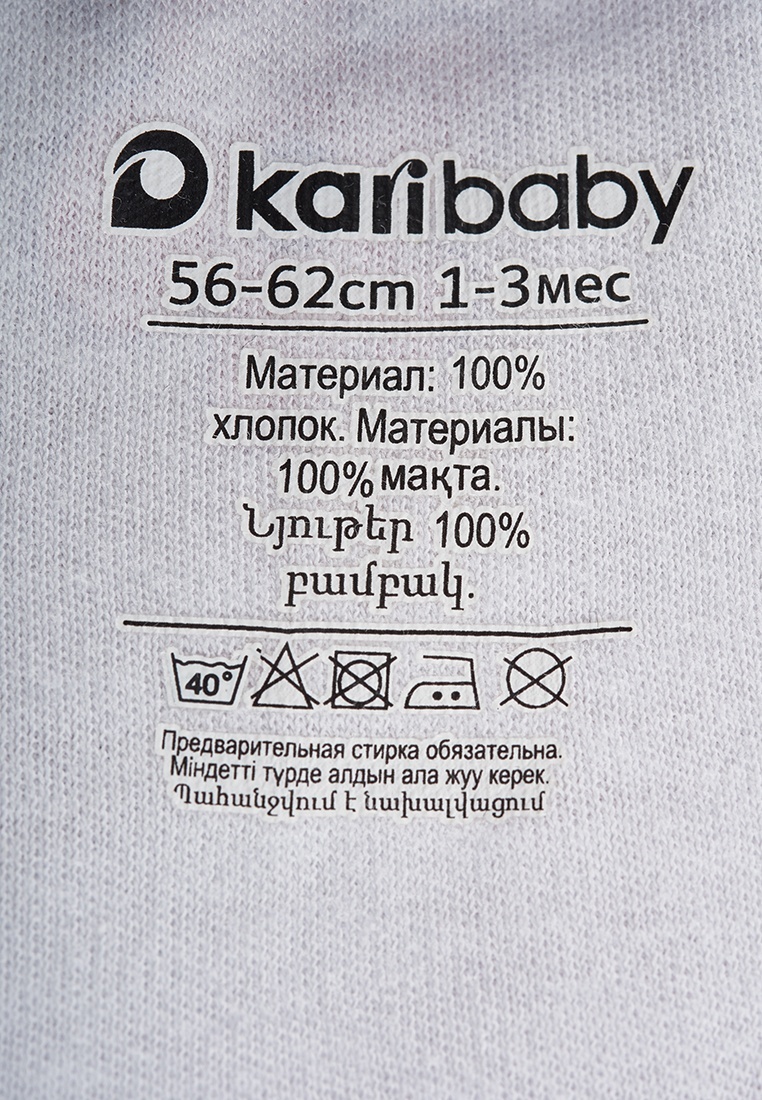 karibaby
56-62cm 1-3мес
Материал: 100%
хлопок. Материалы:
100% мақта.
Նյութեր 100%
բամբակ.
40°
Предварительная стирка обязательна.
Міндетті түрде алдын ала жуу керек.
Պահանջվում է նախալվացում